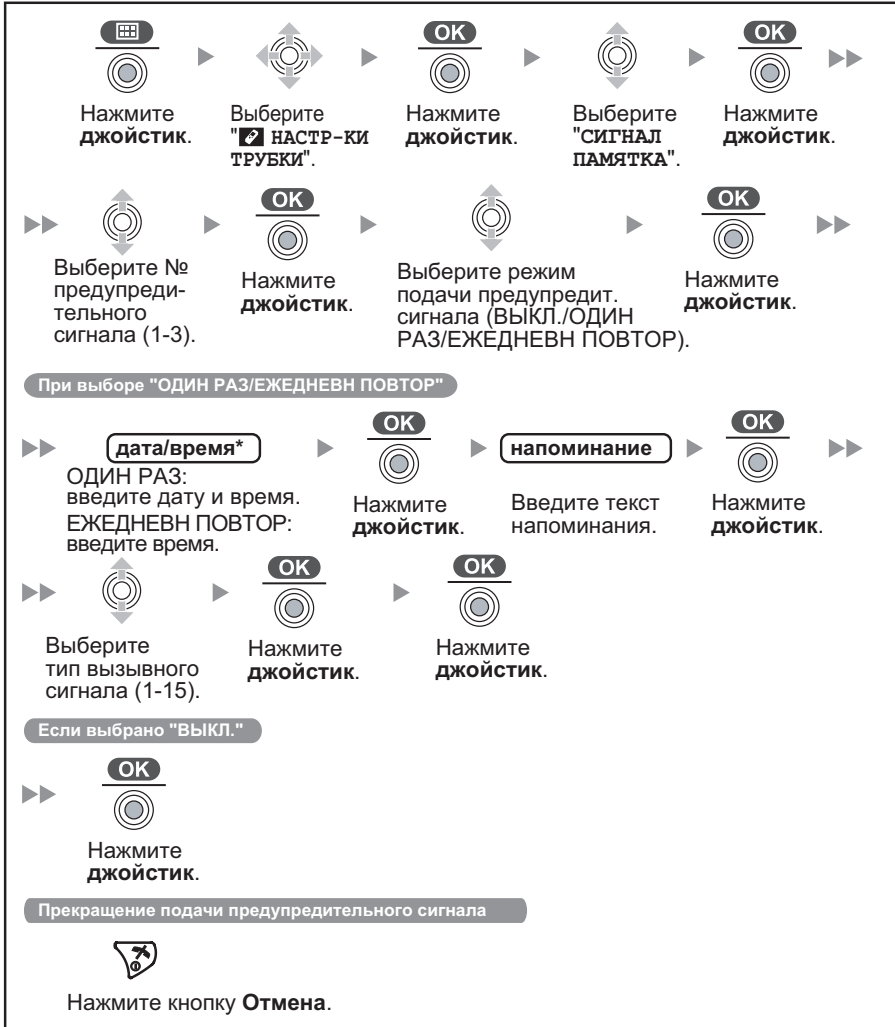 OK
OK
Нажмите
джойстик.
Выберите
" НАСТР-КИ
ТРУБКИ".
Нажмите
джойстик.
Выберите
"СИГНАЛ
ПАМЯТКА".
Нажмите
джойстик.
OK
OK
Выберите №
предупреди-
тельного
сигнала (1-3).
Нажмите
джойстик.
Выберите режим
подачи предупредит.
сигнала (ВЫКЛ./ОДИН
РАЗ/ЕЖЕДНЕВН ПОВТОР).
Нажмите
джойстик.
При выборе "ОДИН РАЗ/ЕЖЕДНЕВН ПОВТОР"
дата/время*
OK
напоминание
OK
ОДИН РАЗ:
введите дату и время.
ЕЖЕДНЕВН ПОВТОР:
введите время.
Нажмите
джойстик.
Введите текст
напоминания.
Нажмите
джойстик.
OK
OK
Выберите
тип вызывного
сигнала (1-15).
Нажмите
джойстик.
Нажмите
джойстик.
Если выбрано "ВЫКЛ."
OK
Нажмите
джойстик.
Прекращение подачи предупредительного сигнала
Нажмите кнопку Отмена.